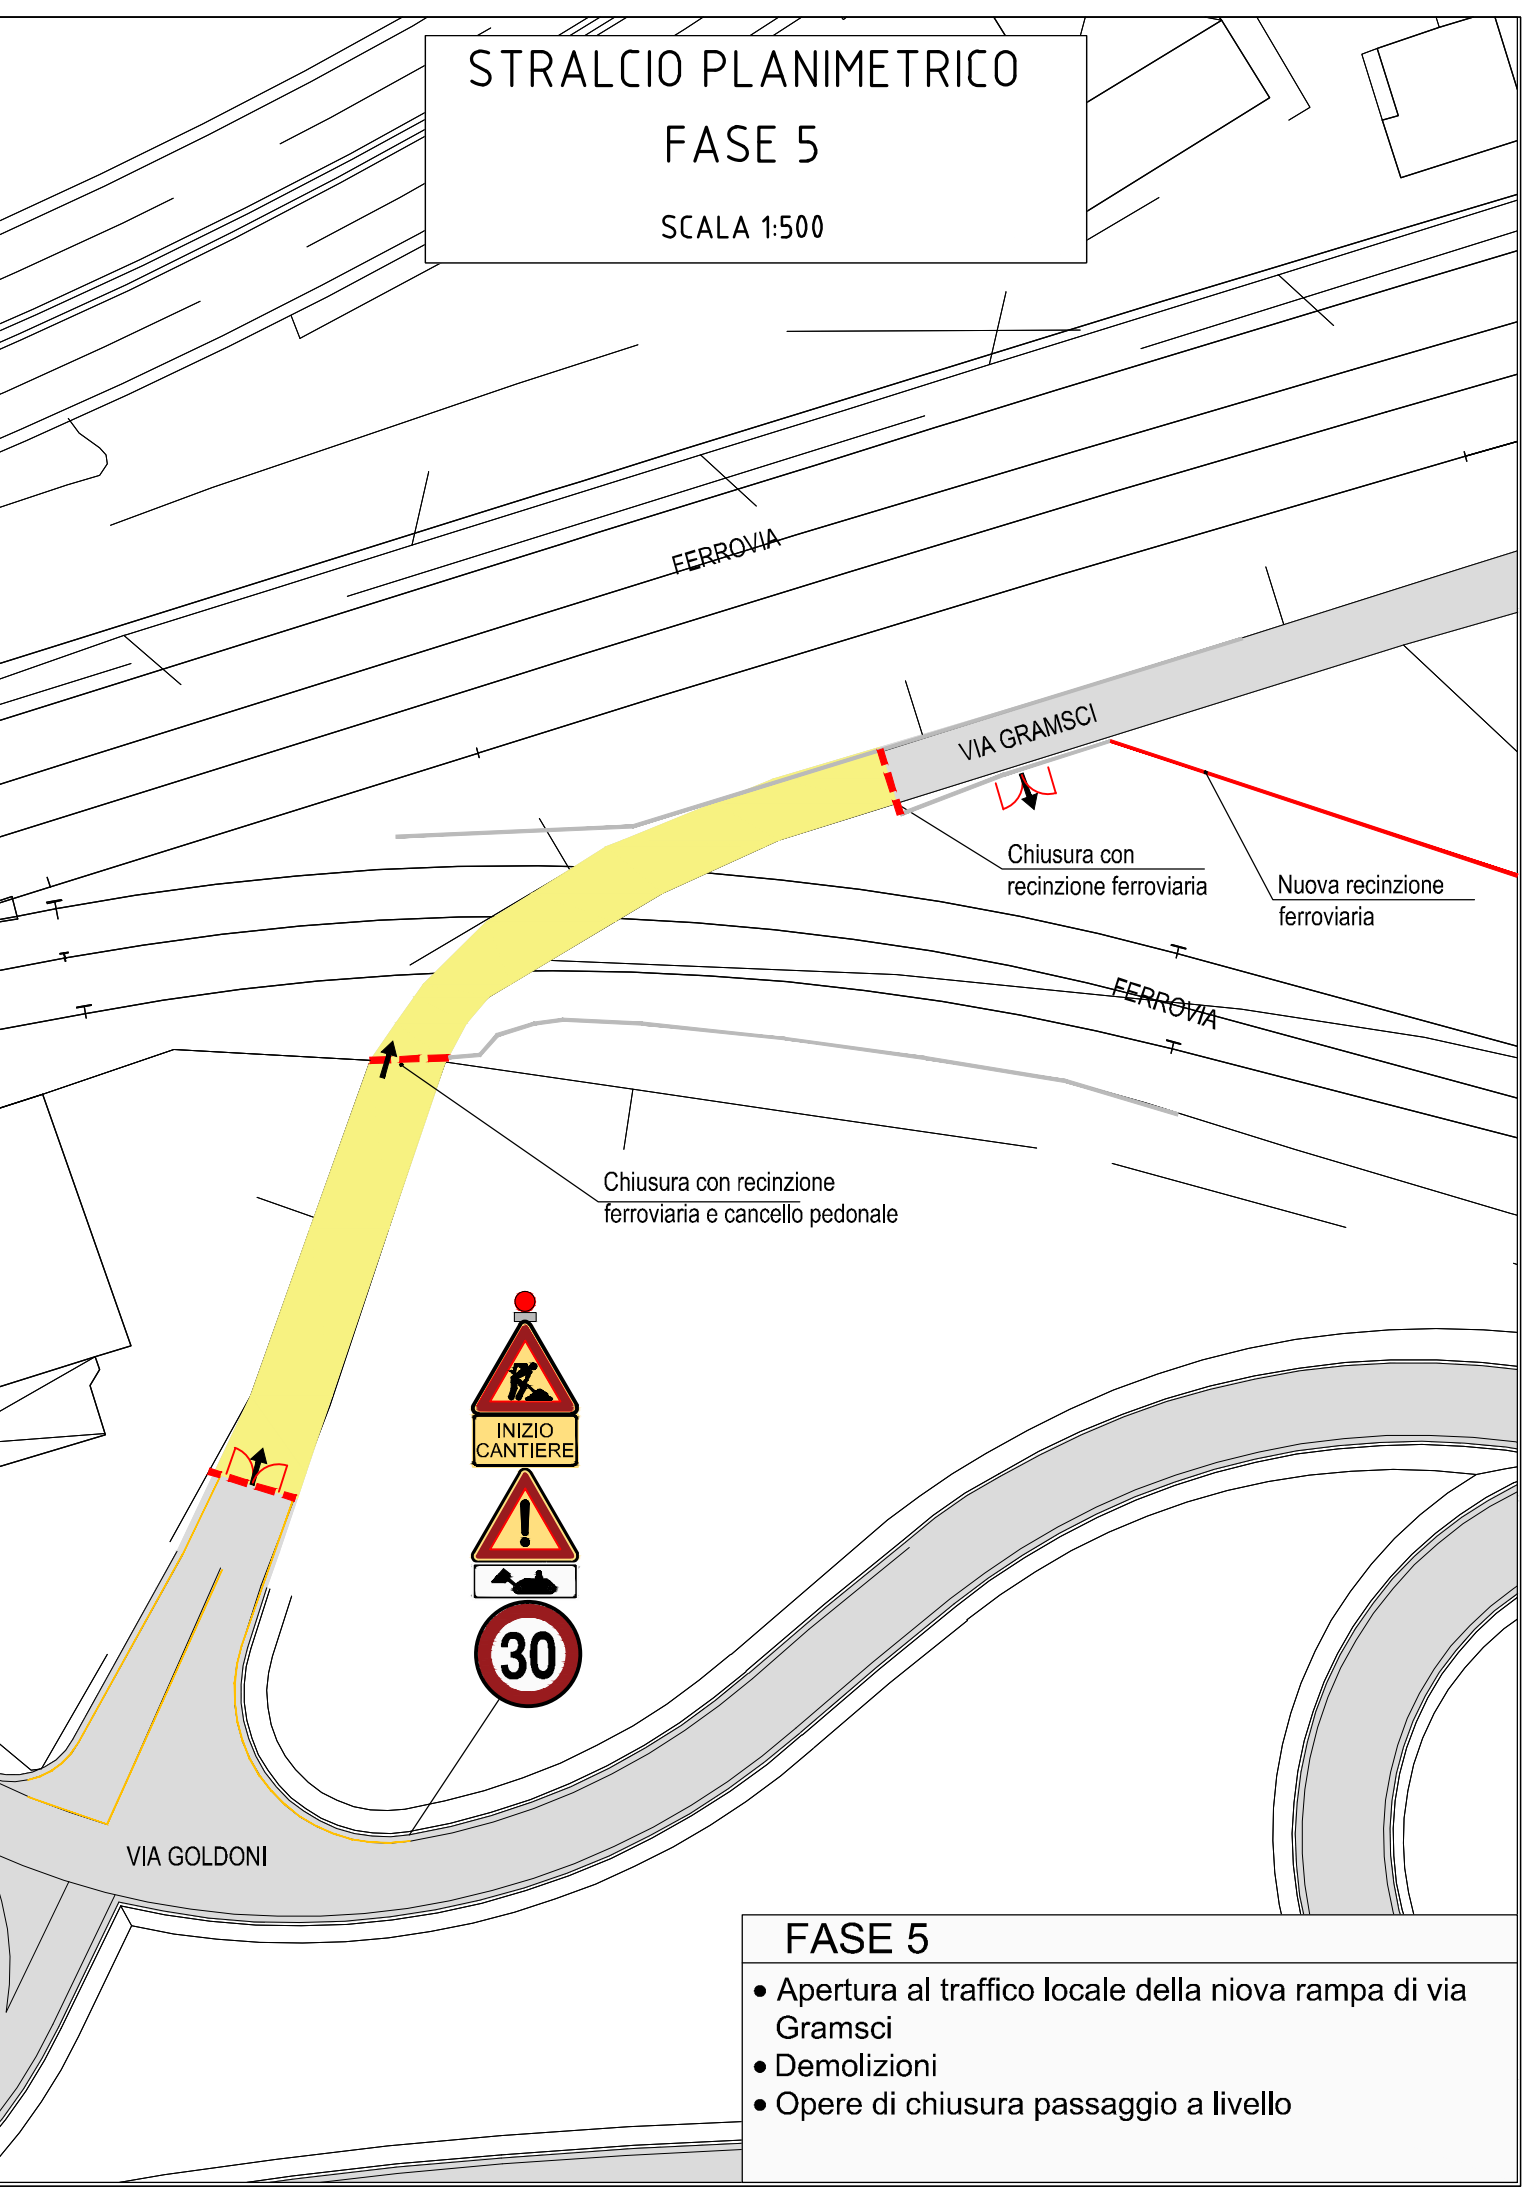 STRALCIO PLANIMETRICO
FASE 5
SCALA 1:500
FERROVIA
VIA GRAMSCI
Chiusura con
recinzione ferroviaria
Nuova recinzione
ferroviaria
FERROVIA
Chiusura con recinzione
ferroviaria e cancello pedonale
INIZIO
CANTIERE
30
VIA GOLDONI
FASE 5
• Apertura al traffico locale della niova rampa di via
Gramsci
• Demolizioni
• Opere di chiusura passaggio a livello